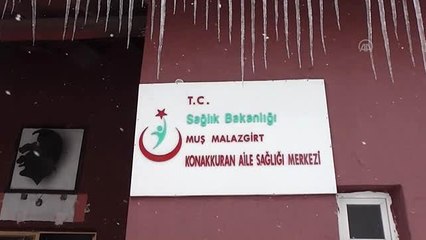 T.C.
Sağlık Bakanlığı
MUŞ MALAZGİRT
KONAKKURAN AİLE SAĞLIĞI MERKEZİ